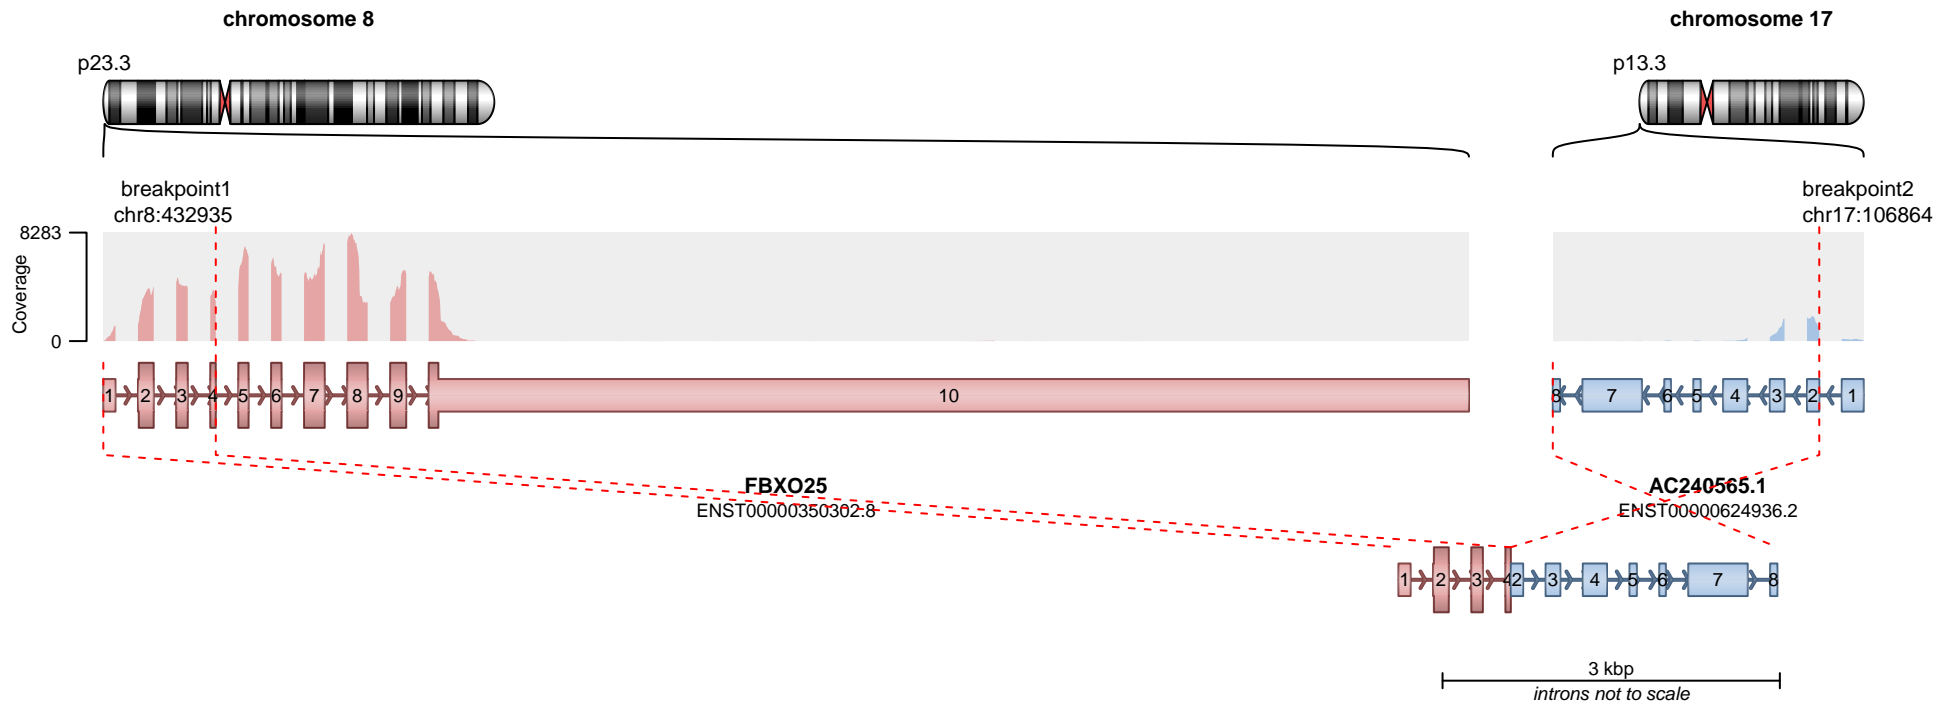 chromosome 8
chromosome 17
p23.3
p13.3
breakpoint1
chr8:432935
breakpoint2
chr17:106864
8283
Coverage
0
1 2 3 4 5 6 7 8 9 10
8 7 6 5 4 3 2 1
FBXO25
ENST00000350302.8
AC240565.1
ENST00000624936.2
1 2 3 4 2 3 4 5 6 7 8
3 kbp
introns not to scale